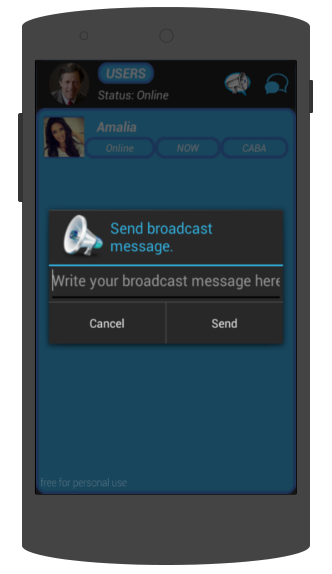 USERS
Status: Online
Amalia
Online NOW CABA
Send broadcast
message.
Write your broadcast message here
Cancel Send
free for personal use